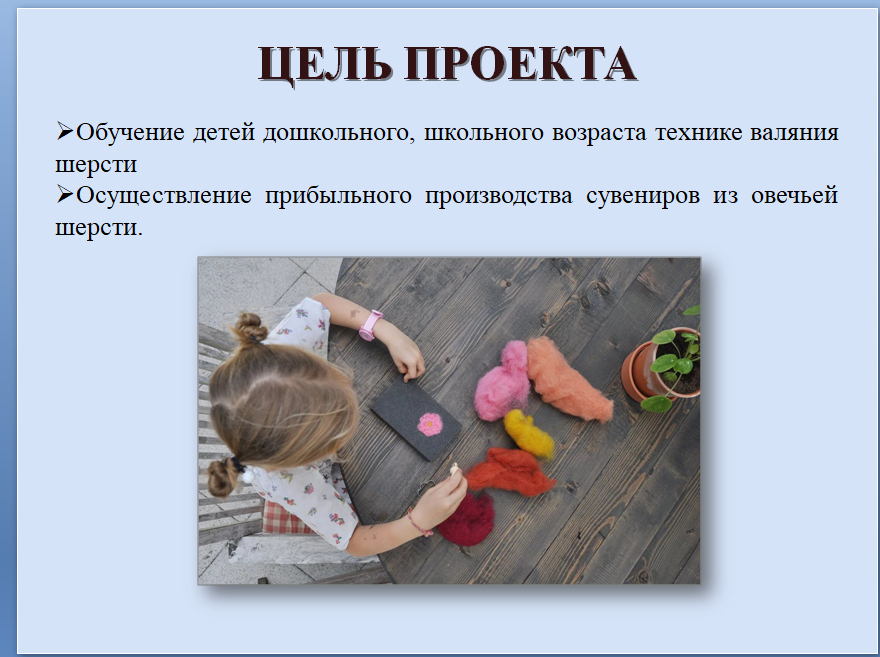 ЦЕЛЬ ПРОЕКТА
➢Обучение детей дошкольного, школьного возраста технике валяния
шерсти
➢Осуществление прибыльного производства сувениров из овечьей
шерсти.